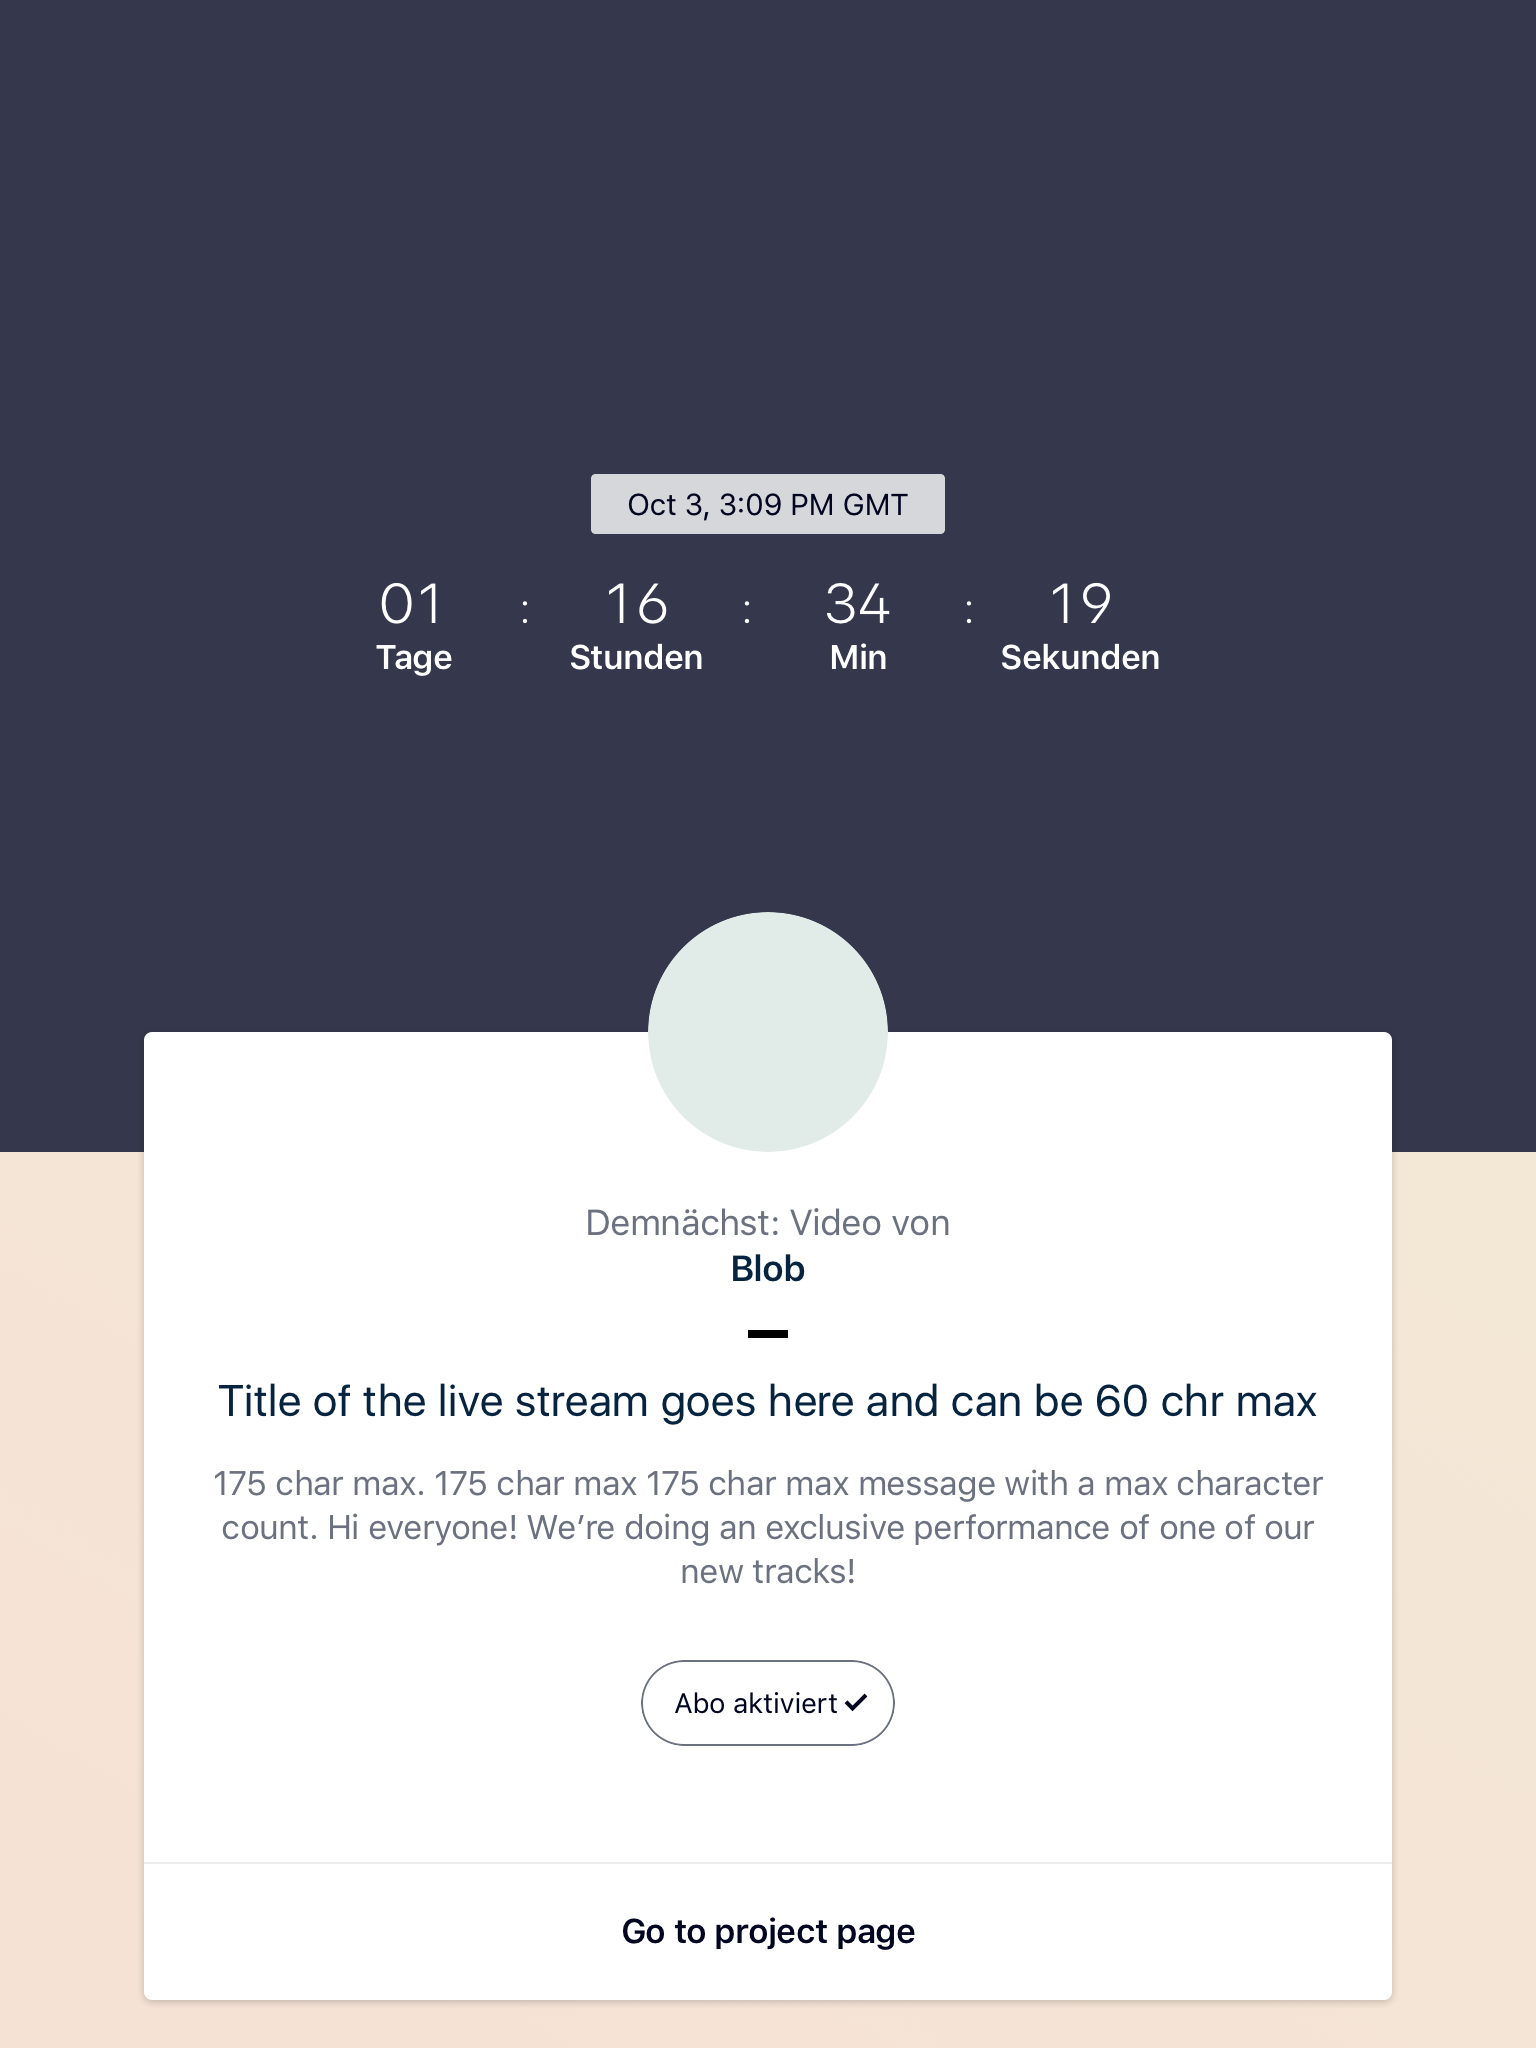 Oct 3, 3:09 PM GMT
01 : 16 : 34 : 19
Tage Stunden Min Sekunden
Demnächst: Video von
Blob
Title of the live stream goes here and can be 60 chr max
175 char max. 175 char max 175 char max message with a max character
count. Hi everyone! We’re doing an exclusive performance of one of our
new tracks!
Abo aktiviert
Go to project page